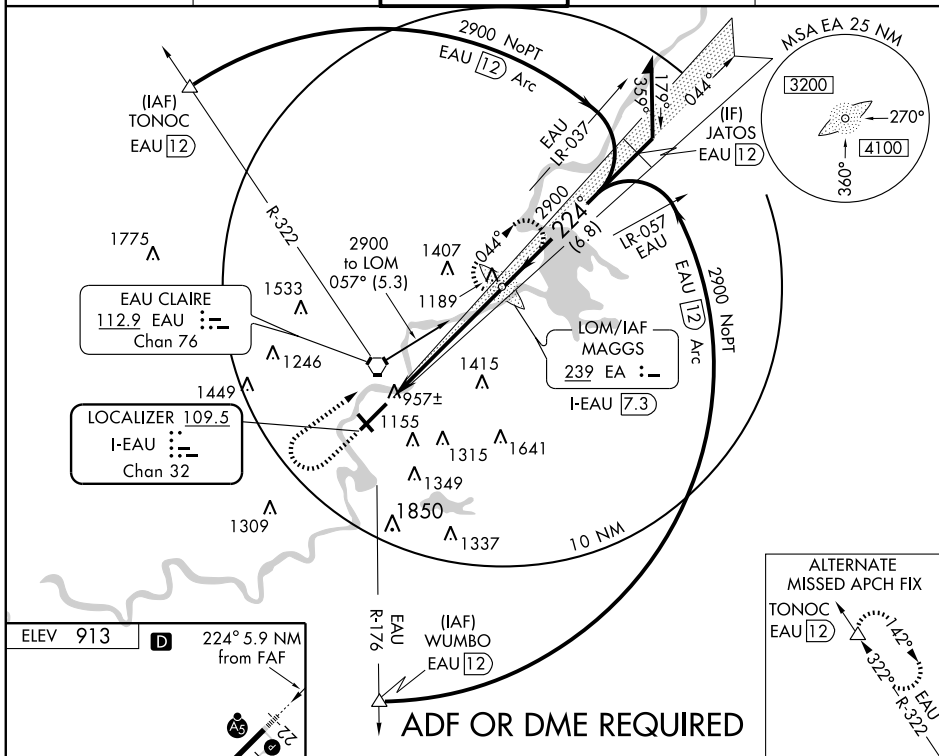 2900 NoPT
EAU 12 Arc
MSA EA 25 NM
3200
270°
4100
360°
(IAF)
TONOC
EAU 12
359°
179°
044°
(IF)
JATOS
EAU 12
EAU
LR-037
R-322
2900
224°
(6.8)
LR-057
EAU
044°
1775
2900
to LOM
057° (5.3)
1407
1189
EAU 12 Arc
2900 NoPT
EAU CLAIRE
112.9 EAU
Chan 76
1533
1246
LOM/IAF
MAGGS
239 EA
I-EAU 7.3
1415
1449
957±
LOCALIZER 109.5
I-EAU
Chan 32
1155
1315
1641
1349
1309
1850
1337
10 NM
EAU
R-176
(IAF)
WUMBO
EAU 12
ALTERNATE
MISSED APCH FIX
TONOC
EAU 12
142°
322°
EAU
R-322
ELEV 913
D
224° 5.9 NM
from FAF
A5
22
P
ADF OR DME REQUIRED